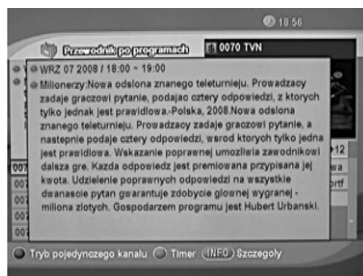 18:56
Przewodnik po programach
0070 TVN
WRZ 07 2008 / 18:00 ~ 19:00
Milionerzy:Nowa odslona znanego teleturnieju. Prowadzacy
zadaje graczowi pytanie, podajac cztery odpowiedzi, z ktorych
tylko jednak jest prawidlowa.-Polska, 2008.Nowa odslona
znanego teleturnieju. Prowadzacy zadaje graczowi pytanie, a
nastepnie podaje cztery odpowiedzi, wsrod ktorych tylko jedna
jest prawidlowa. Wskazanie poprawnej umozliwia zawodnikowi
dalsza gre. Kazda odpowiedz jest premiowana przypisana jej
kwota. Udzielenie poprawnych odpowiedzi na wszystkie
dwanascie pytan gwarantuje zdobycie glownej wygranej -
miliona zlotych. Gospodarzem programu jest Hubert Urbanski.
Tryb pojedynczego kanalu Timer INFO Szczegoly